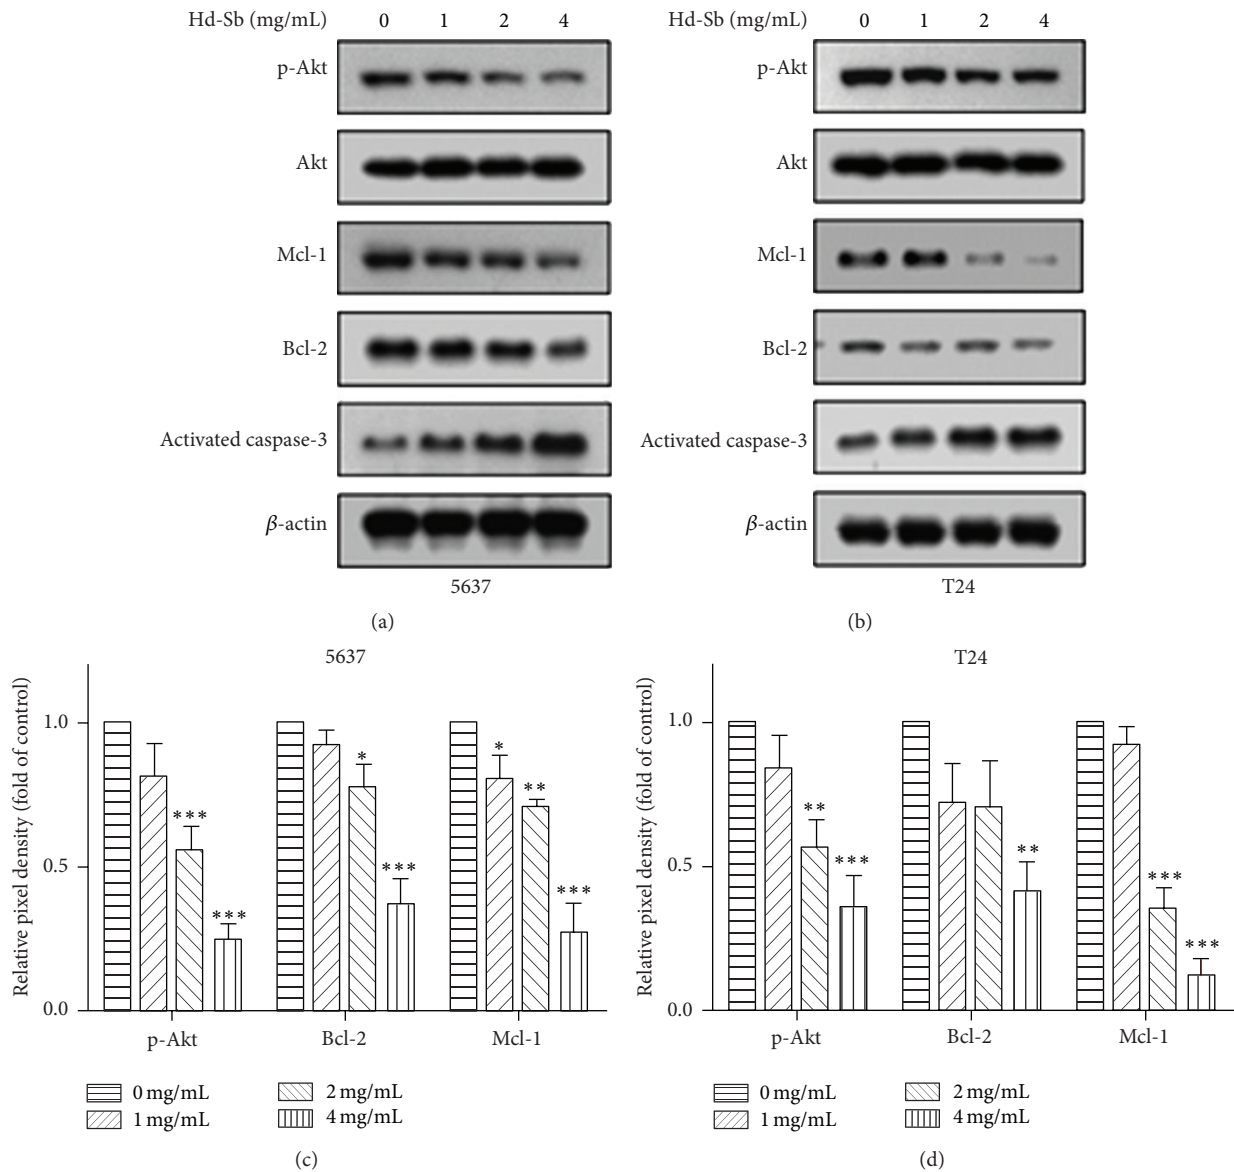 Hd-Sb (mg/mL) 0 1 2 4
p-Akt
Akt
Mcl-1
Bcl-2
Activated caspase-3
β-actin
5637
(a)
Hd-Sb (mg/mL) 0 1 2 4
p-Akt
Akt
Mcl-1
Bcl-2
Activated caspase-3
β-actin
T24
(b)
5637
Relative pixel density (fold of control)
1.0
0.5
0.0
***
***
*
***
*
**
***
p-Akt Bcl-2 Mcl-1
0 mg/mL 2 mg/mL
1 mg/mL 4 mg/mL
(c)
T24
Relative pixel density (fold of control)
1.0
0.5
0.0
**
***
**
***
***
p-Akt Bcl-2 Mcl-1
0 mg/mL 2 mg/mL
1 mg/mL 4 mg/mL
(d)